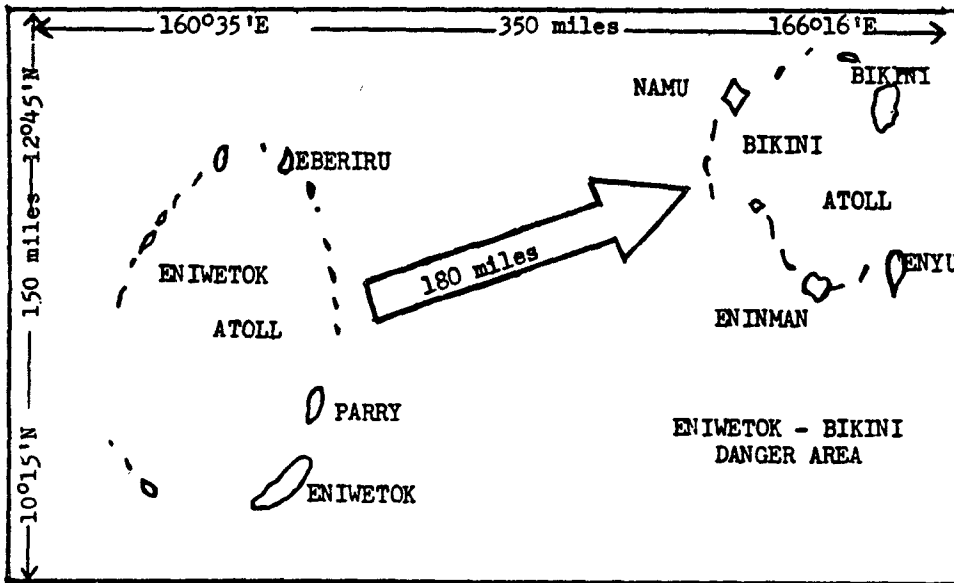 160°35'E 350 miles 166°16'E
12°45'N
150 miles
10°15'N
NAMU
BIKINI
BIKINI
ATOLL
EBERIRU
ENIWETOK
ATOLL
180 miles
ENYU
ENINMAN
PARRY
ENIWETOK
ENIWETOK - BIKINI
DANGER AREA